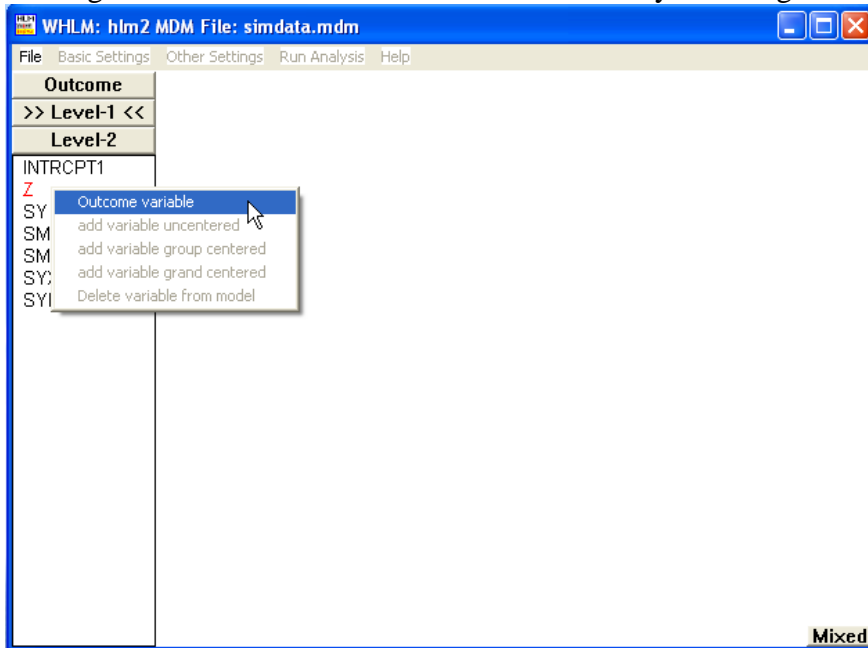 WHLM: hlm2 MDM File: simdata.mdm
File Basic Settings Other Settings Run Analysis Help
Outcome
>> Level-1 <<
Level-2
INTRCPT1
Z
Outcome variable
SY
add variable uncentered
SM
add variable group centered
SM
add variable grand centered
SY
Delete variable from model
Mixed